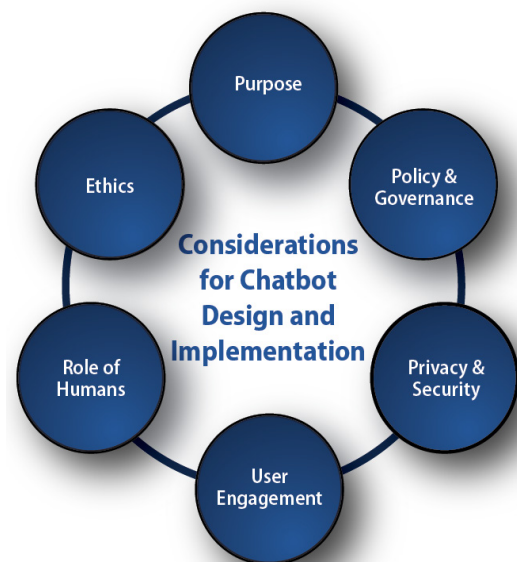 Purpose
Policy &
Governance
Privacy &
Security
User
Engagement
Role of
Humans
Ethics
Considerations
for Chatbot
Design and
Implementation